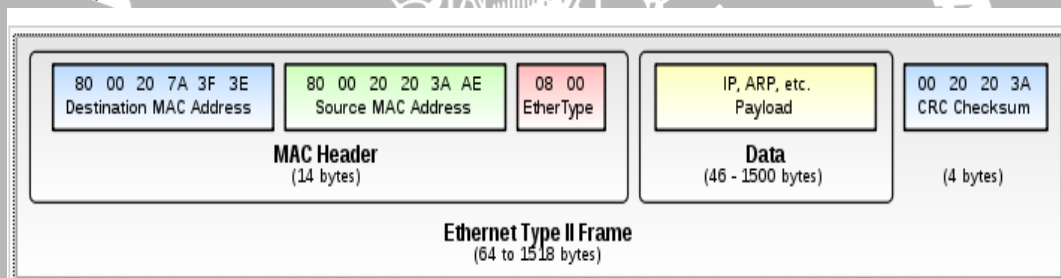 80 00 20 7A 3F 3E
Destination MAC Address
80 00 20 20 3A AE
Source MAC Address
08 00
EtherType
MAC Header
(14 bytes)
IP, ARP, etc.
Payload
Data
(46 - 1500 bytes)
00 20 20 3A
CRC Checksum
(4 bytes)
Ethernet Type II Frame
(64 to 1518 bytes)